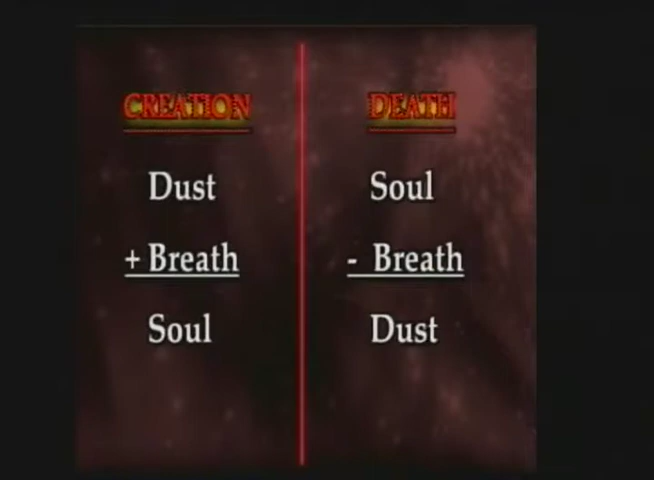 CREATION
Dust
+ Breath
Soul
DEATH
Soul
- Breath
Dust